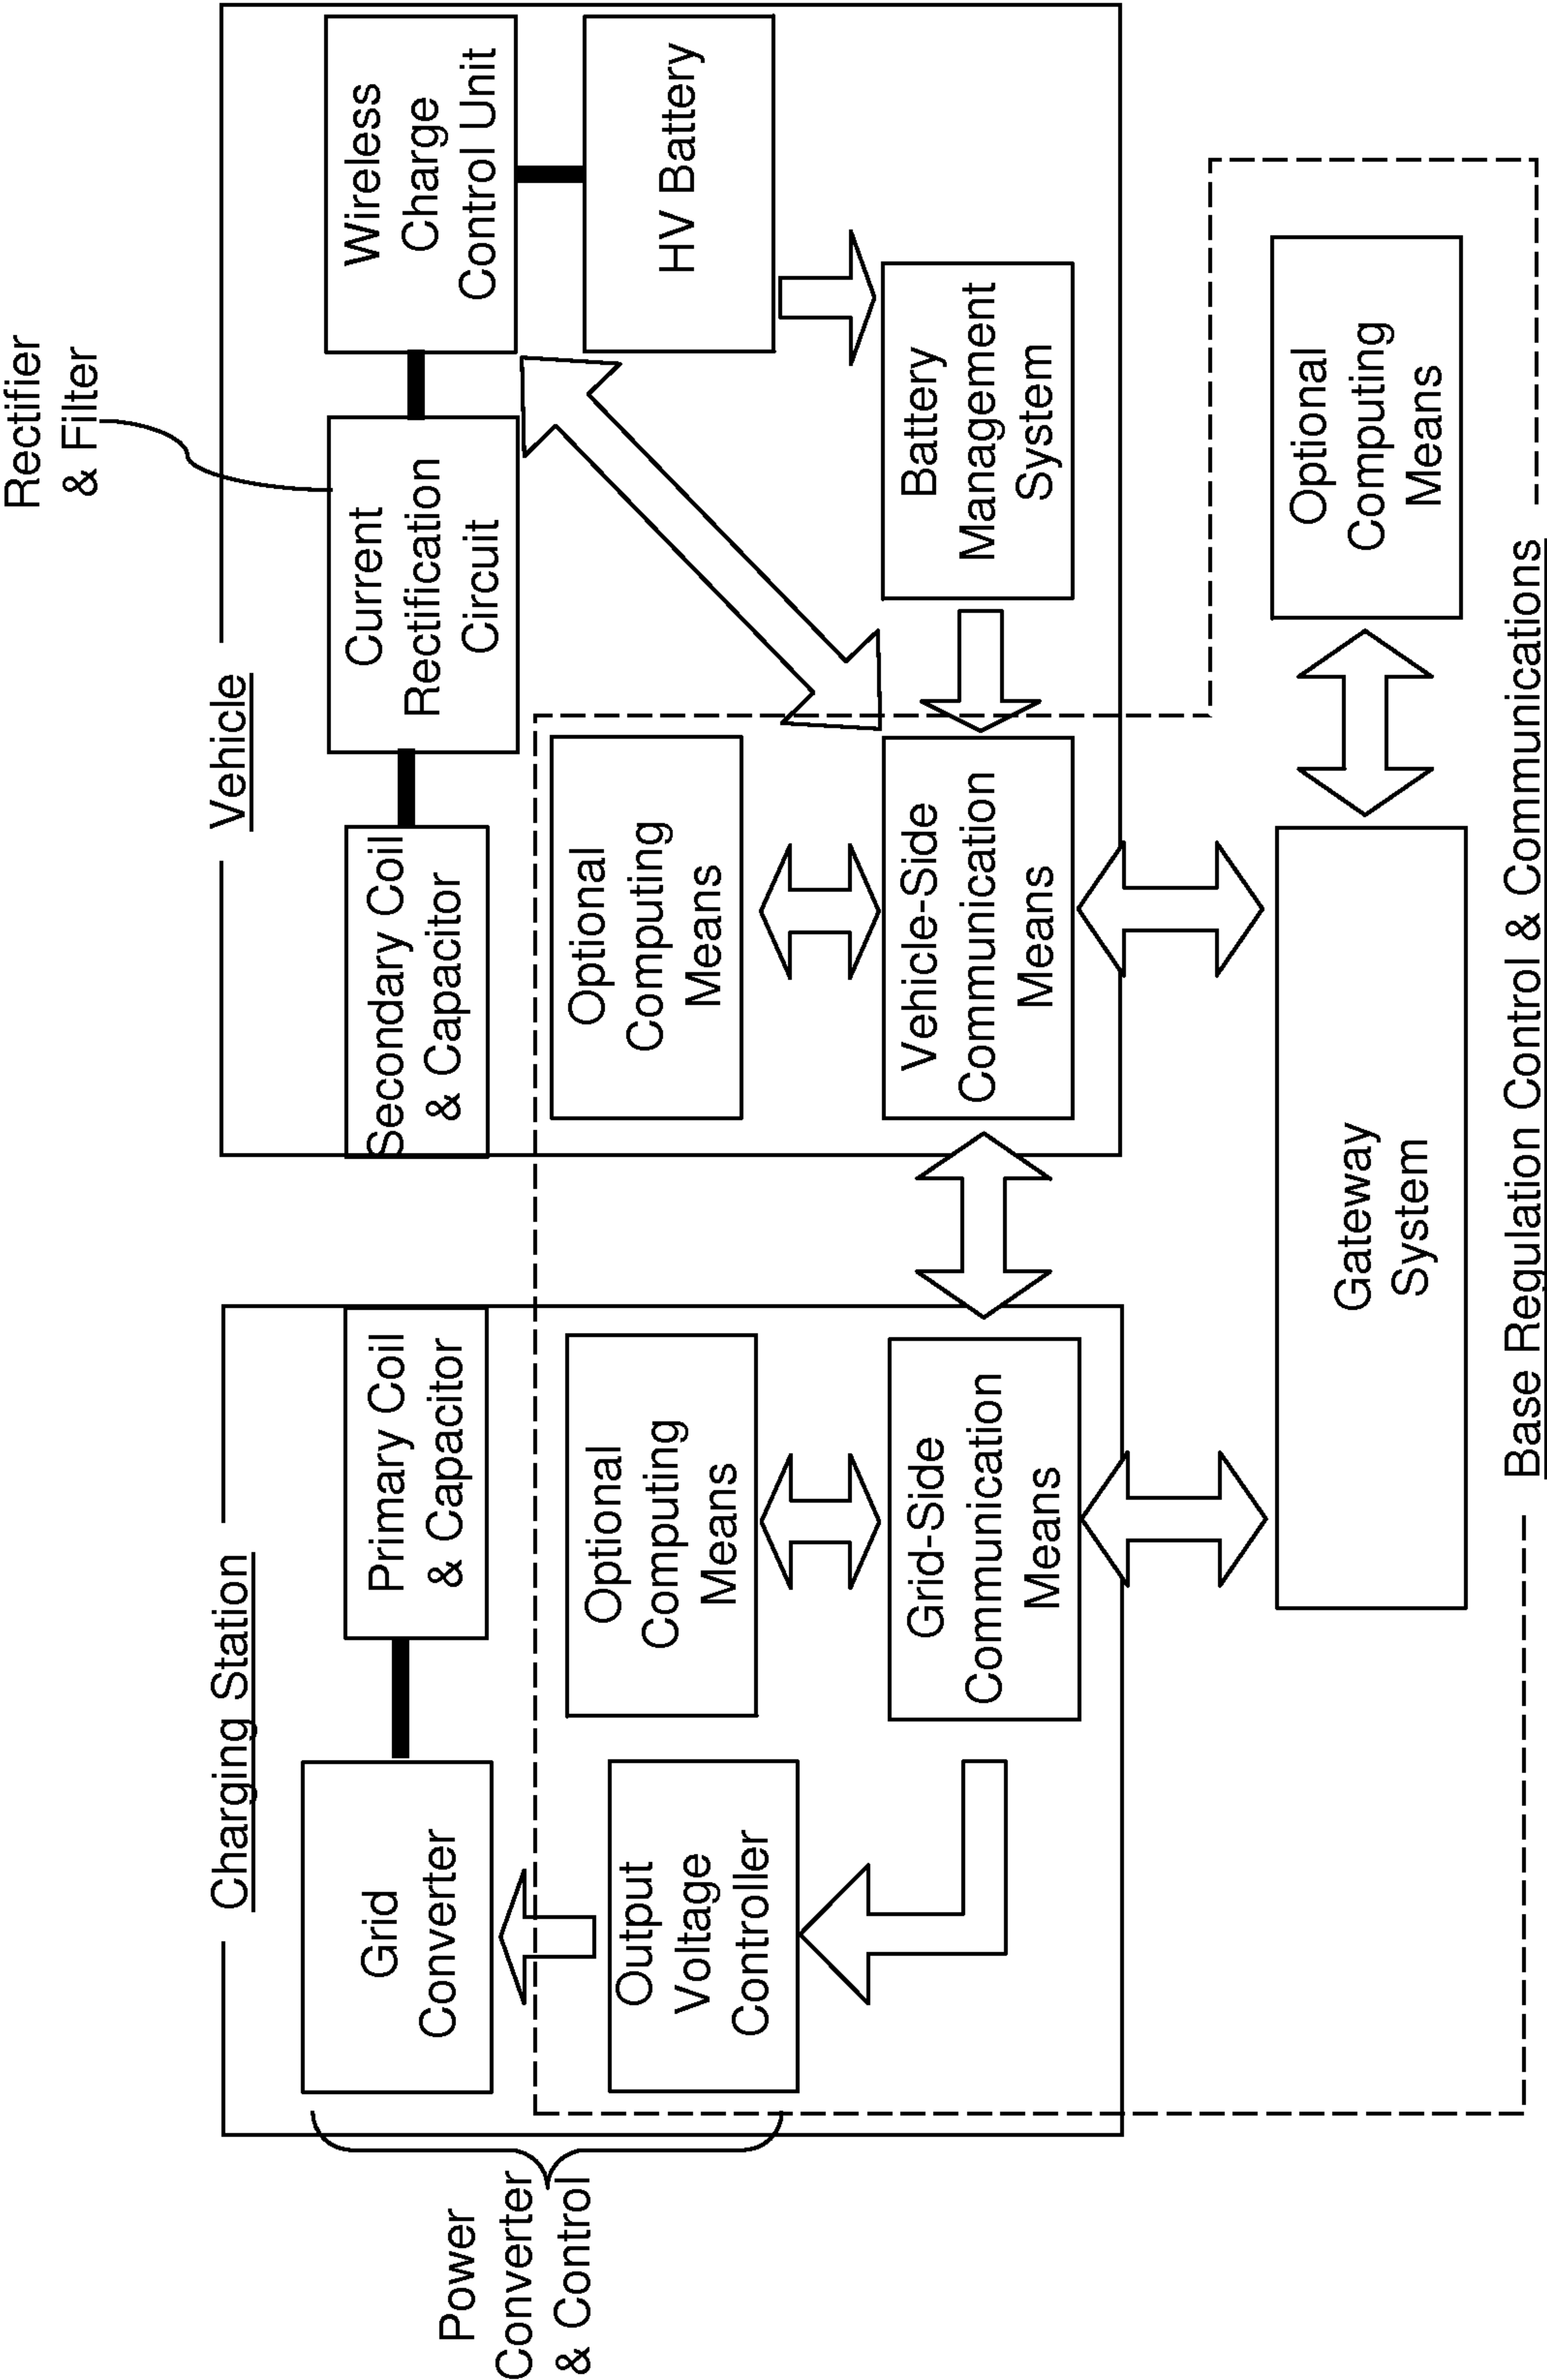 Rectifier
& Filter
Charging Station
Vehicle
Power
Converter
& Control
Grid
Converter
Primary Coil
& Capacitor
Secondary Coil
& Capacitor
Current
Rectification
Circuit
Wireless
Charge
Control Unit
Output
Voltage
Controller
Optional
Computing
Means
Optional
Computing
Means
HV Battery
Grid-Side
Communication
Means
Vehicle-Side
Communication
Means
Battery
Management
System
Gateway
System
Optional
Computing
Means
Base Regulation Control & Communications